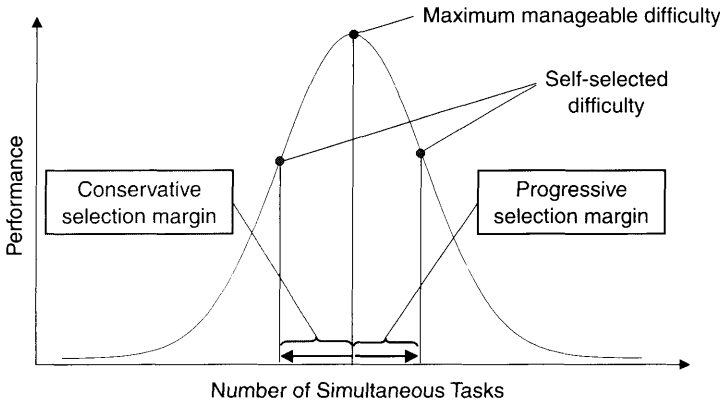 Maximum manageable difficulty
Self-selected
difficulty
Conservative
selection margin
Progressive
selection margin
Performance
Number of Simultaneous Tasks